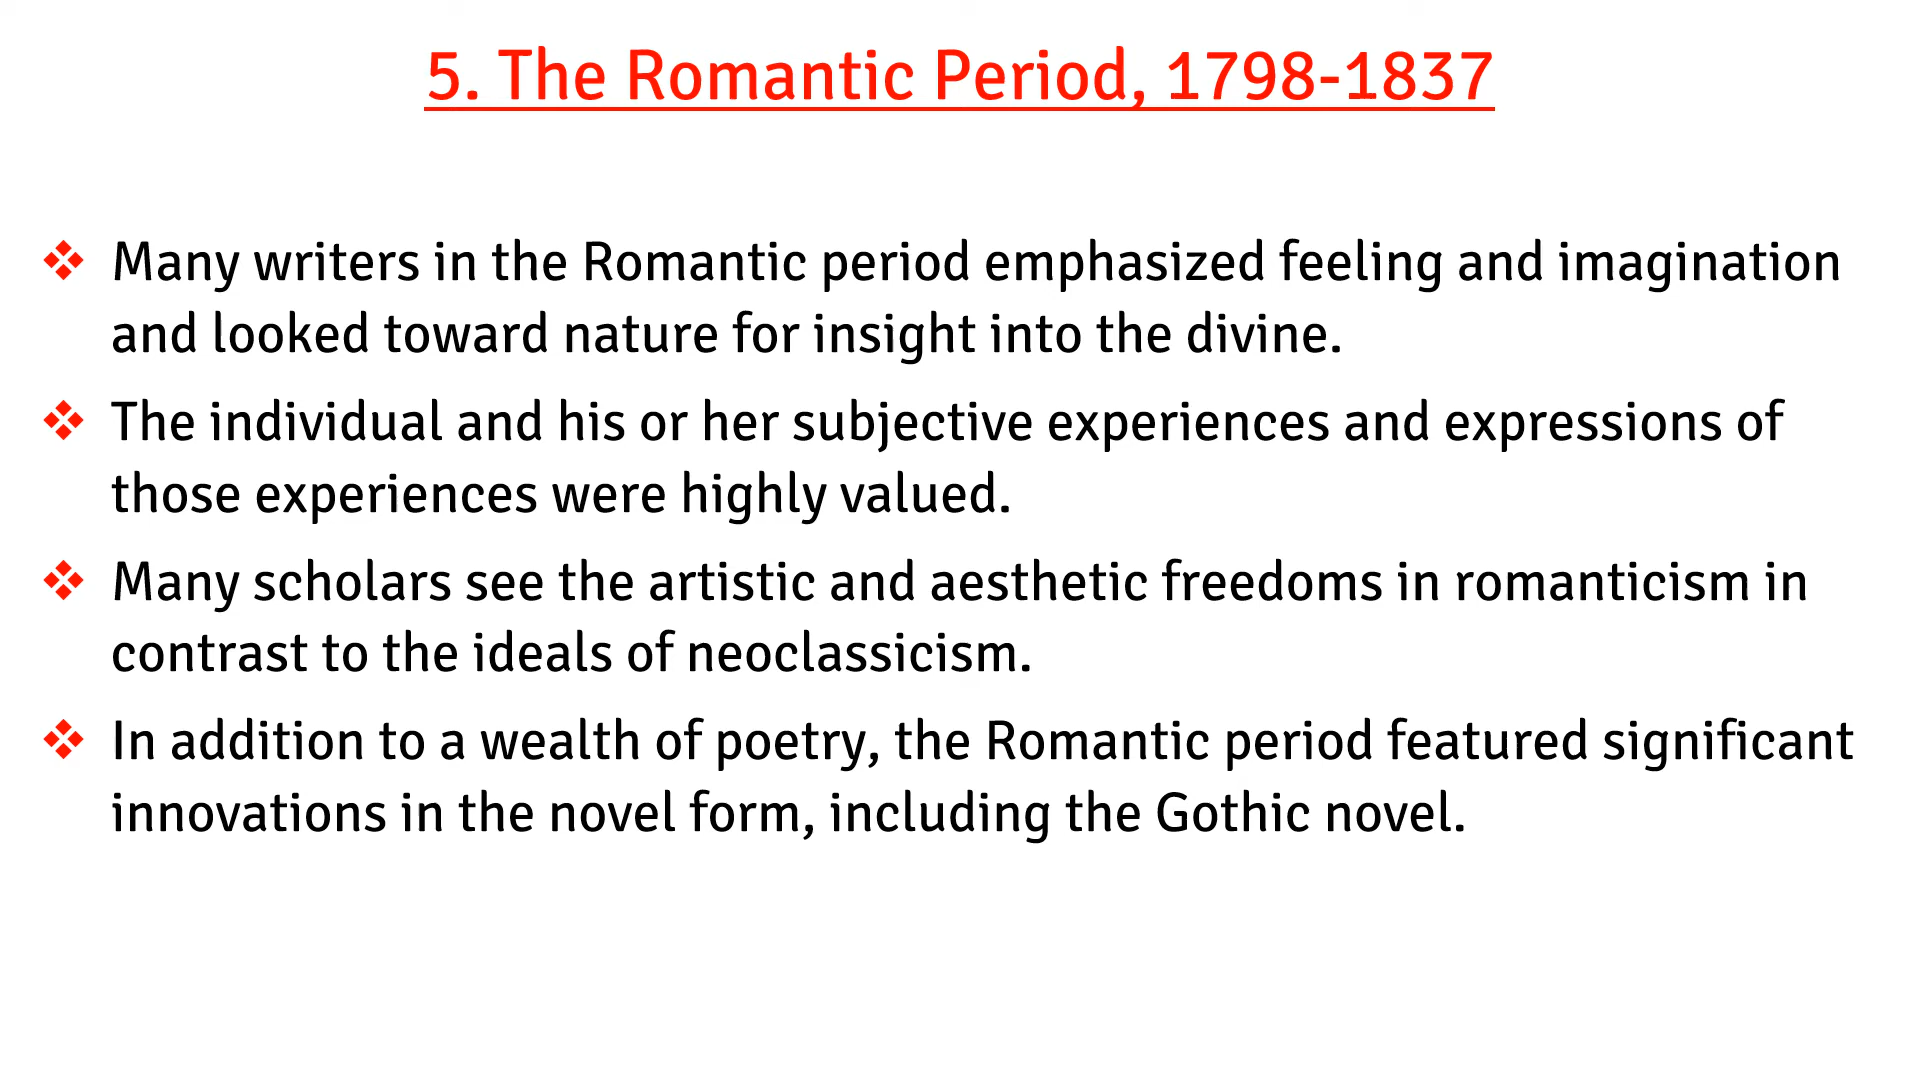 5. The Romantic Period, 1798-1837
❖ Many writers in the Romantic period emphasized feeling and imagination
and looked toward nature for insight into the divine.
❖ The individual and his or her subjective experiences and expressions of
those experiences were highly valued.
❖ Many scholars see the artistic and aesthetic freedoms in romanticism in
contrast to the ideals of neoclassicism.
❖ In addition to a wealth of poetry, the Romantic period featured significant
innovations in the novel form, including the Gothic novel.